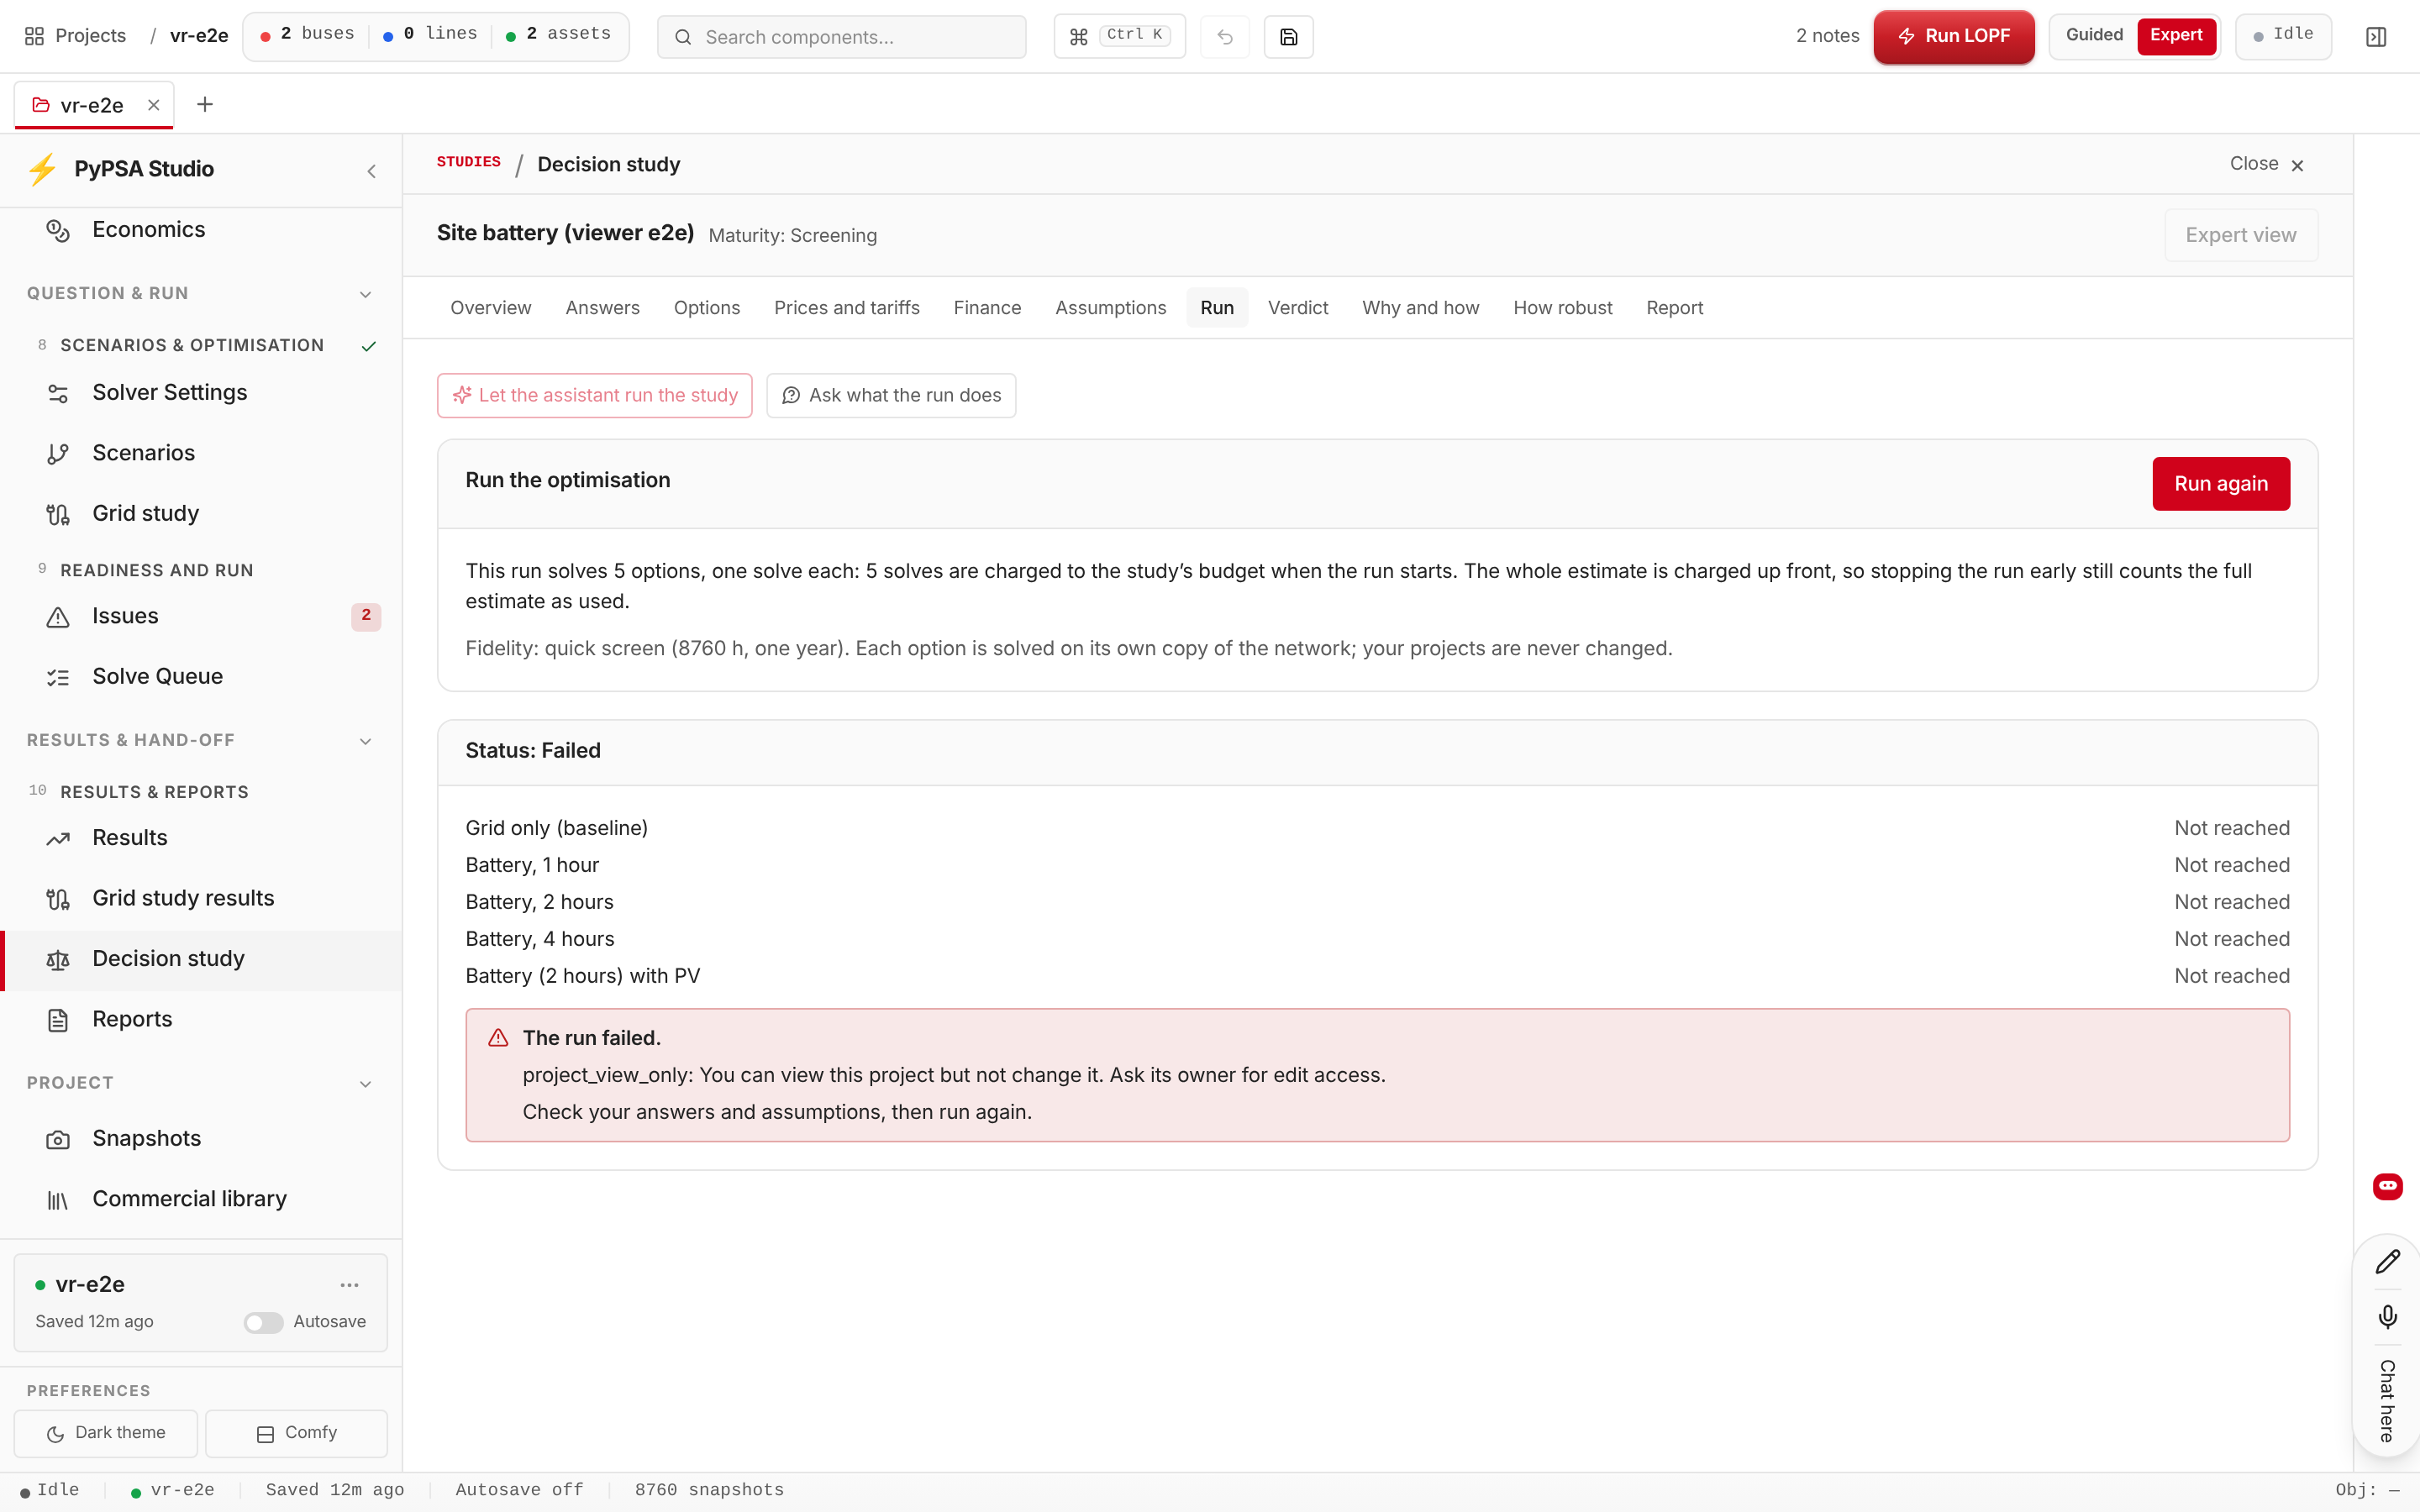 Projects / vr-e2e
2 buses
0 lines
2 assets
Search components...
Ctrl K
2 notes
Run LOPF
Guided
Expert
Idle
vr-e2e
PyPSA Studio
Economics
QUESTION & RUN
8 SCENARIOS & OPTIMISATION
Solver Settings
Scenarios
Grid study
9 READINESS AND RUN
Issues 2
Solve Queue
RESULTS & HAND-OFF
10 RESULTS & REPORTS
Results
Grid study results
Decision study
Reports
PROJECT
Snapshots
Commercial library
vr-e2e
Saved 12m ago
Autosave
PREFERENCES
Dark theme
Comfy
STUDIES / Decision study
Close
Site battery (viewer e2e) Maturity: Screening
Expert view
Overview
Answers
Options
Prices and tariffs
Finance
Assumptions
Run
Verdict
Why and how
How robust
Report
Let the assistant run the study
Ask what the run does
Run the optimisation
Run again
This run solves 5 options, one solve each: 5 solves are charged to the study’s budget when the run starts. The whole estimate is charged up front, so stopping the run early still counts the full
estimate as used.
Fidelity: quick screen (8760 h, one year). Each option is solved on its own copy of the network; your projects are never changed.
Status: Failed
Grid only (baseline) Not reached
Battery, 1 hour Not reached
Battery, 2 hours Not reached
Battery, 4 hours Not reached
Battery (2 hours) with PV Not reached
The run failed.
project_view_only: You can view this project but not change it. Ask its owner for edit access.
Check your answers and assumptions, then run again.
Chat here
Idle
vr-e2e
Saved 12m ago
Autosave off
8760 snapshots
Obj: —